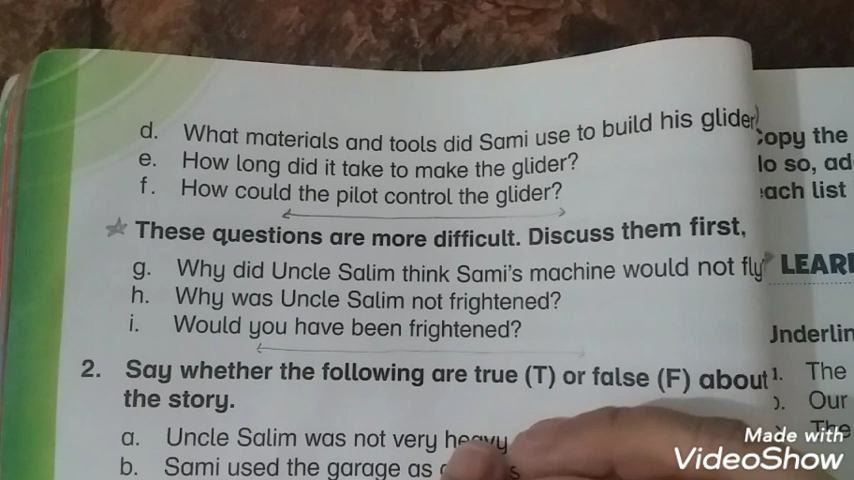 d. What materials and tools did Sami use to build his glider
e. How long did it take to make the glider?
f. How could the pilot control the glider?
These questions are more difficult. Discuss them first,
g. Why did Uncle Salim think Sami's machine would not fly?
h. Why was Uncle Salim not frightened?
i. Would you have been frightened?
2. Say whether the following are true (T) or false (F) about
the story.
a. Uncle Salim was not very heavy
b. Sami used the garage as
opy the
o so, ad
ach list
LEAR
Underlin
1. The
Our
The
Made with
VideoShow